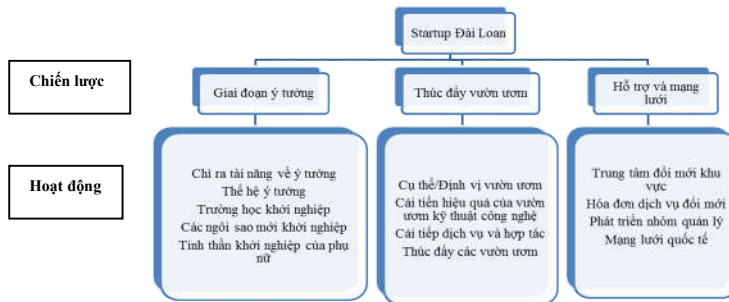 Startup Đài Loan
Chiến lược
Giai đoạn ý tưởng
Thúc đẩy vườn ươm
Hỗ trợ và mạng
lưới
Hoạt động
Chỉ ra tài năng về ý tưởng
Thế hệ ý tưởng
Trường học khởi nghiệp
Các ngôi sao mới khởi nghiệp
Tinh thần khởi nghiệp của phụ
nữ
Cụ thể/Định vị vườn ươm
Cải tiến hiệu quả của vườn
ươm kỹ thuật công nghệ
Cải tiếp dịch vụ và hợp tác
Thúc đẩy các vườn ươm
Trung tâm đổi mới khu
vực
Hóa đơn dịch vụ đổi mới
Phát triển nhóm quản lý
Mạng lưới quốc tế